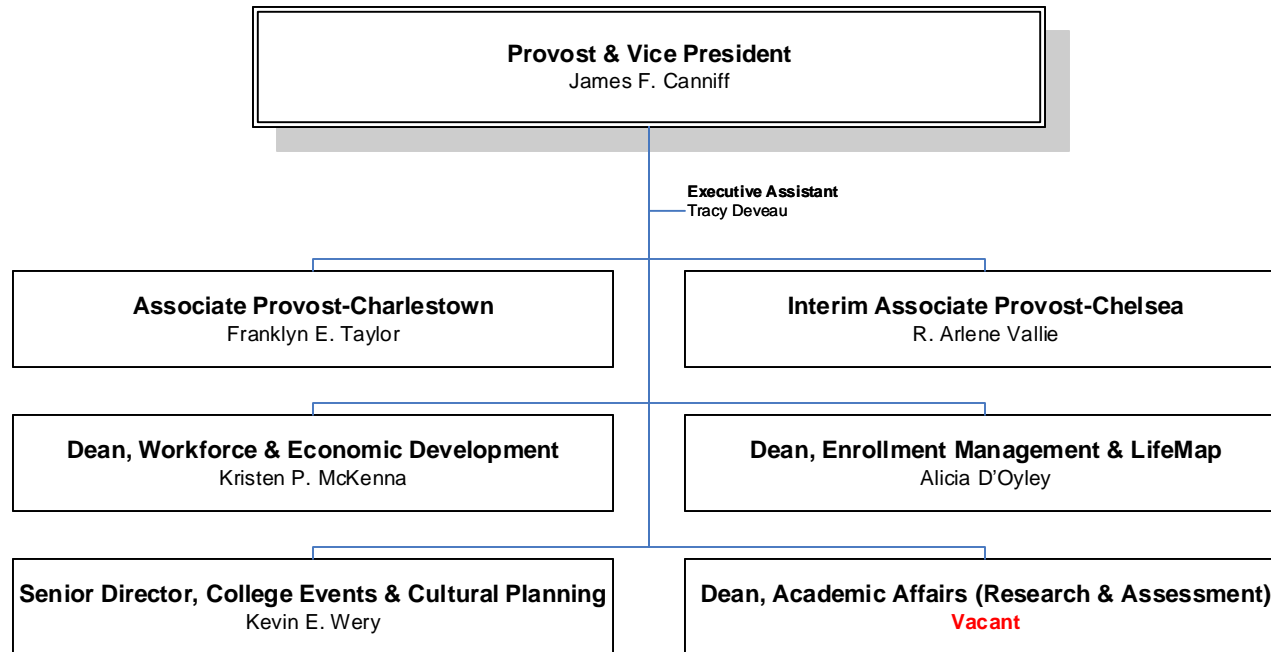 Provost & Vice President
James F. Canniff
Executive Assistant
Tracy Deveau
Associate Provost-Charlestown
Franklyn E. Taylor
Interim Associate Provost-Chelsea
R. Arlene Vallie
Dean, Workforce & Economic Development
Kristen P. McKenna
Dean, Enrollment Management & LifeMap
Alicia D’Oyley
Senior Director, College Events & Cultural Planning
Kevin E. Wery
Dean, Academic Affairs (Research & Assessment)
Vacant